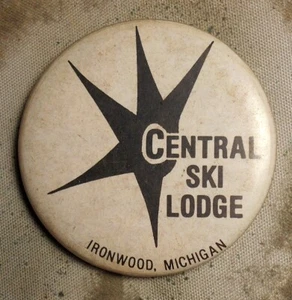 CENTRAL
SKI
LODGE
IRONWOOD, MICHIGAN